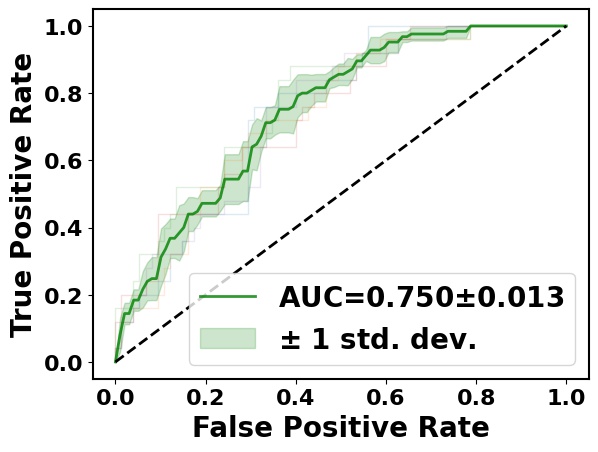 True Positive Rate
1.0
0.8
0.6
0.4
0.2
0.0
AUC=0.750±0.013
± 1 std. dev.
0.0 0.2 0.4 0.6 0.8 1.0
False Positive Rate